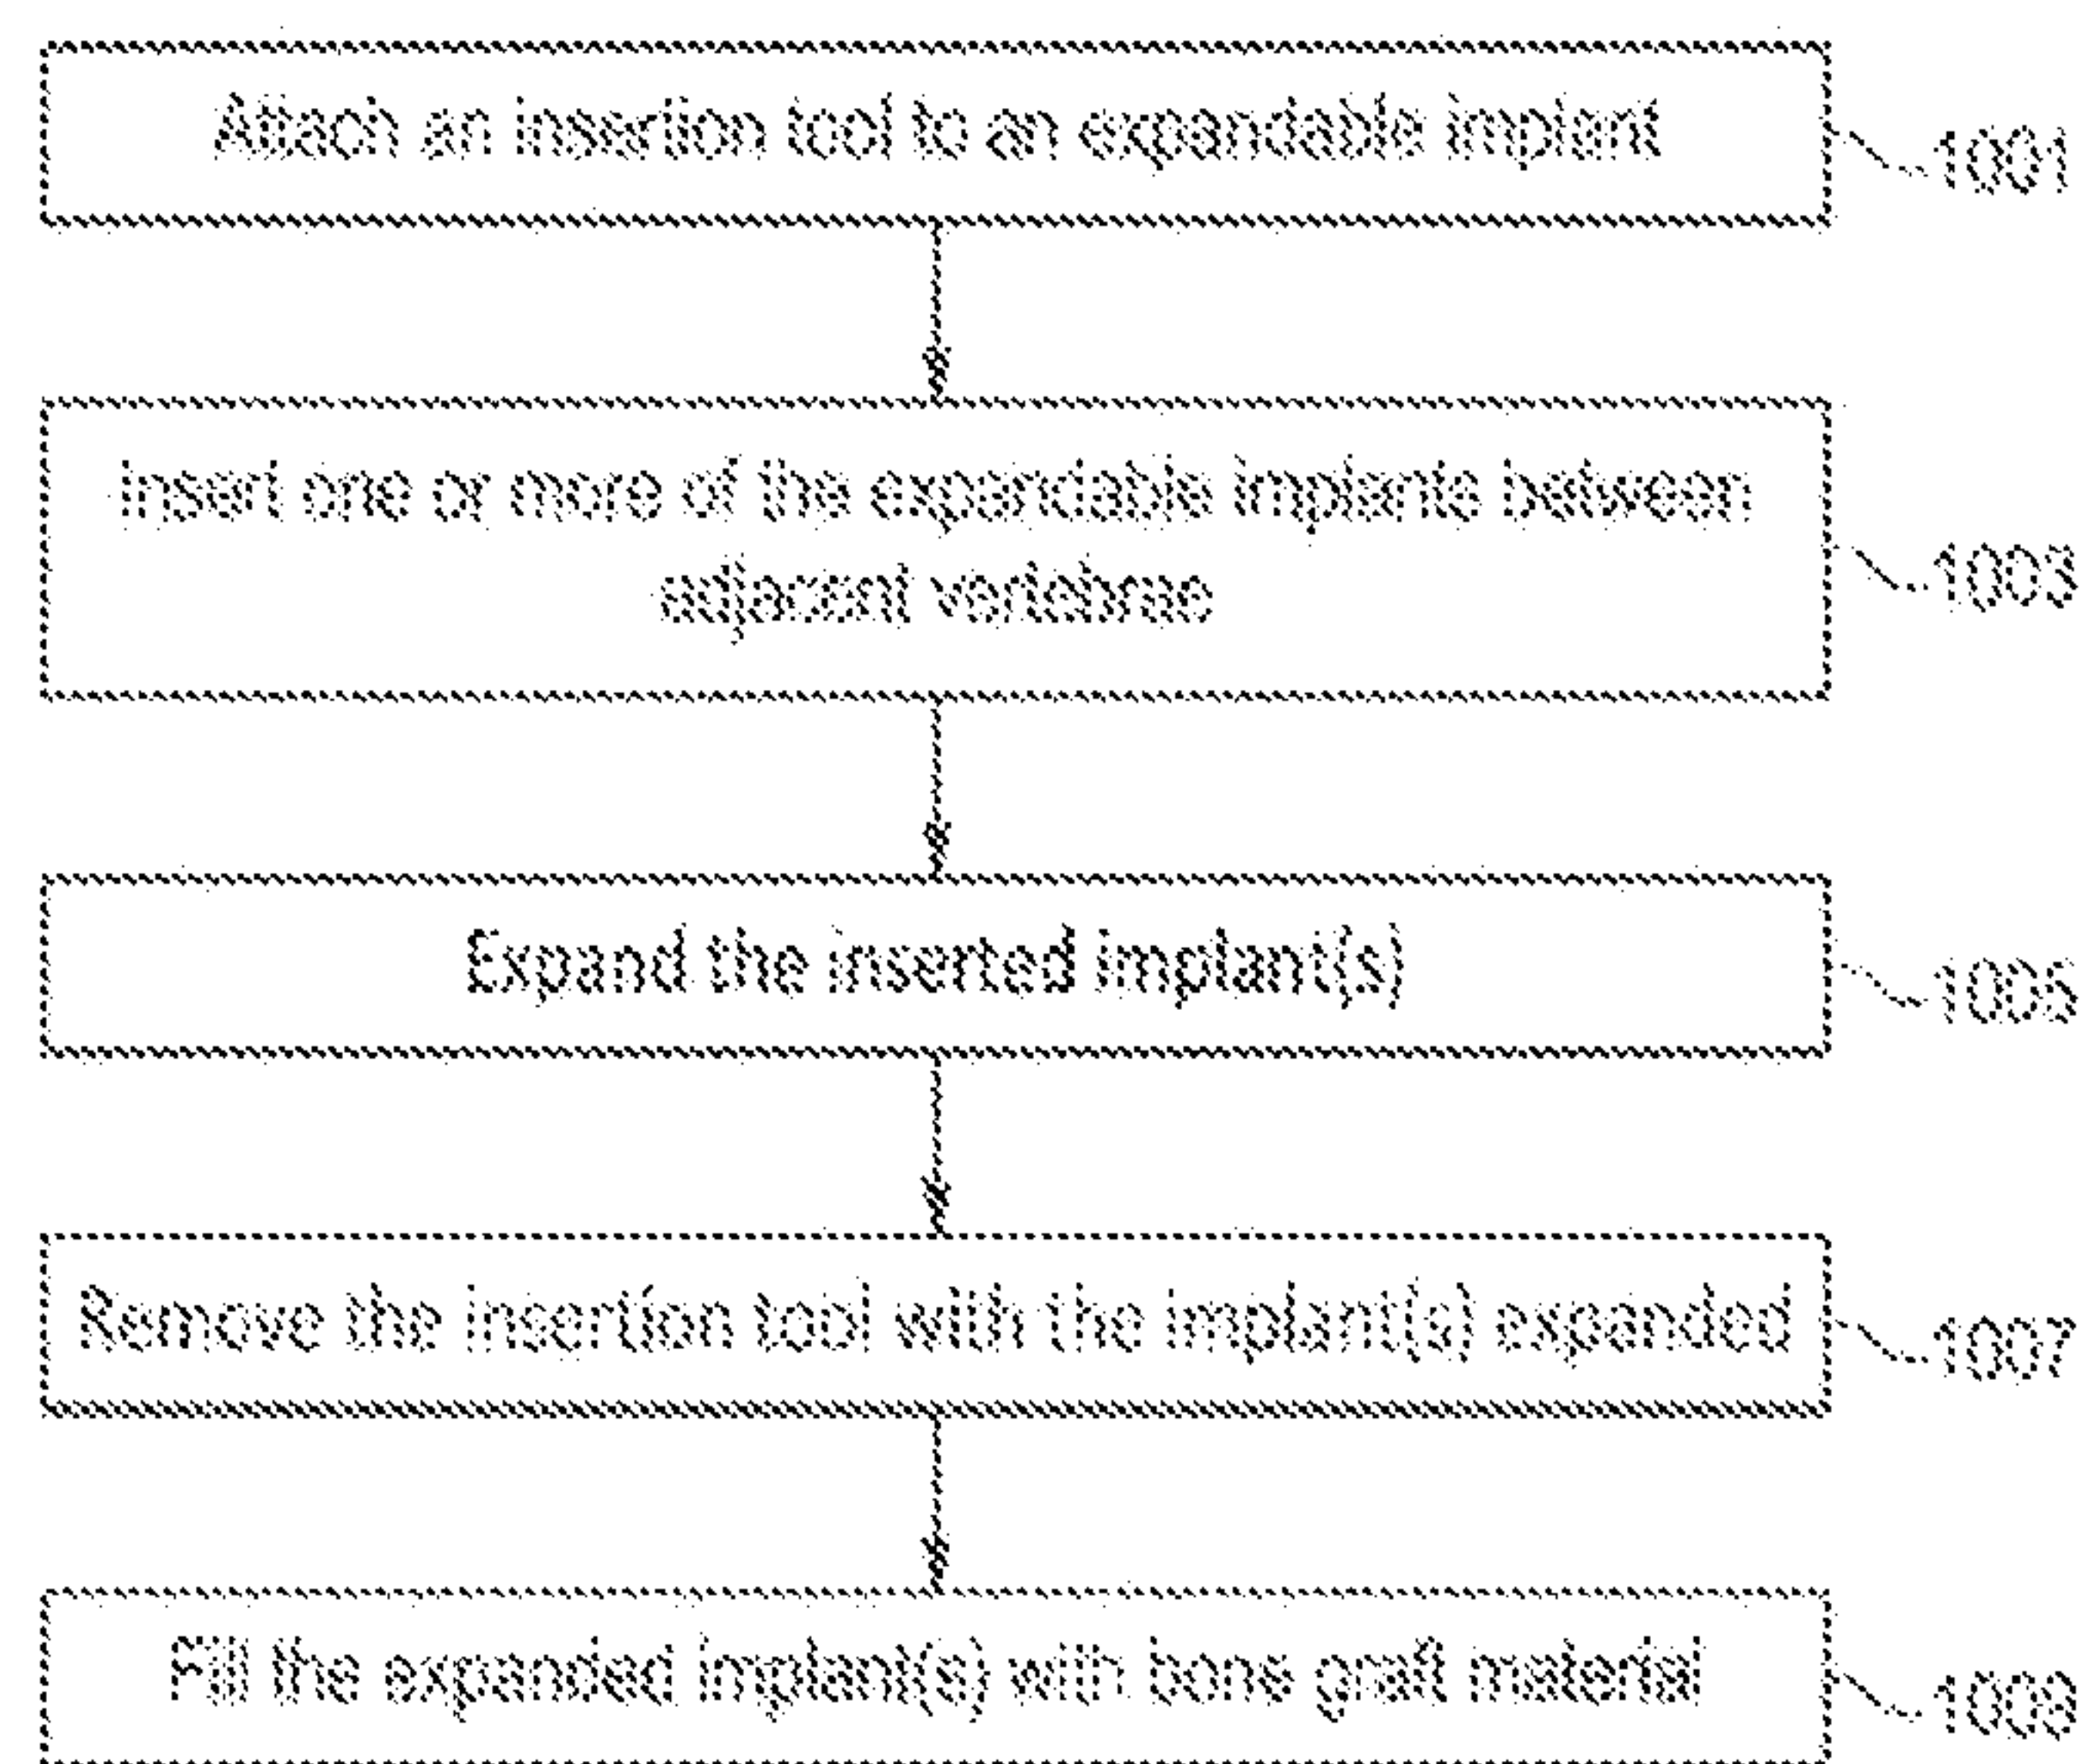 Attach an insertion tool to an expandable implant
1001
Insert one or more of the expandable implants between
adjacent vertebrae
1003
Expand the inserted implant(s)
1005
Remove the insertion tool with the implant(s) expanded
1007
Fill the expanded implant(s) with bone graft material
1009